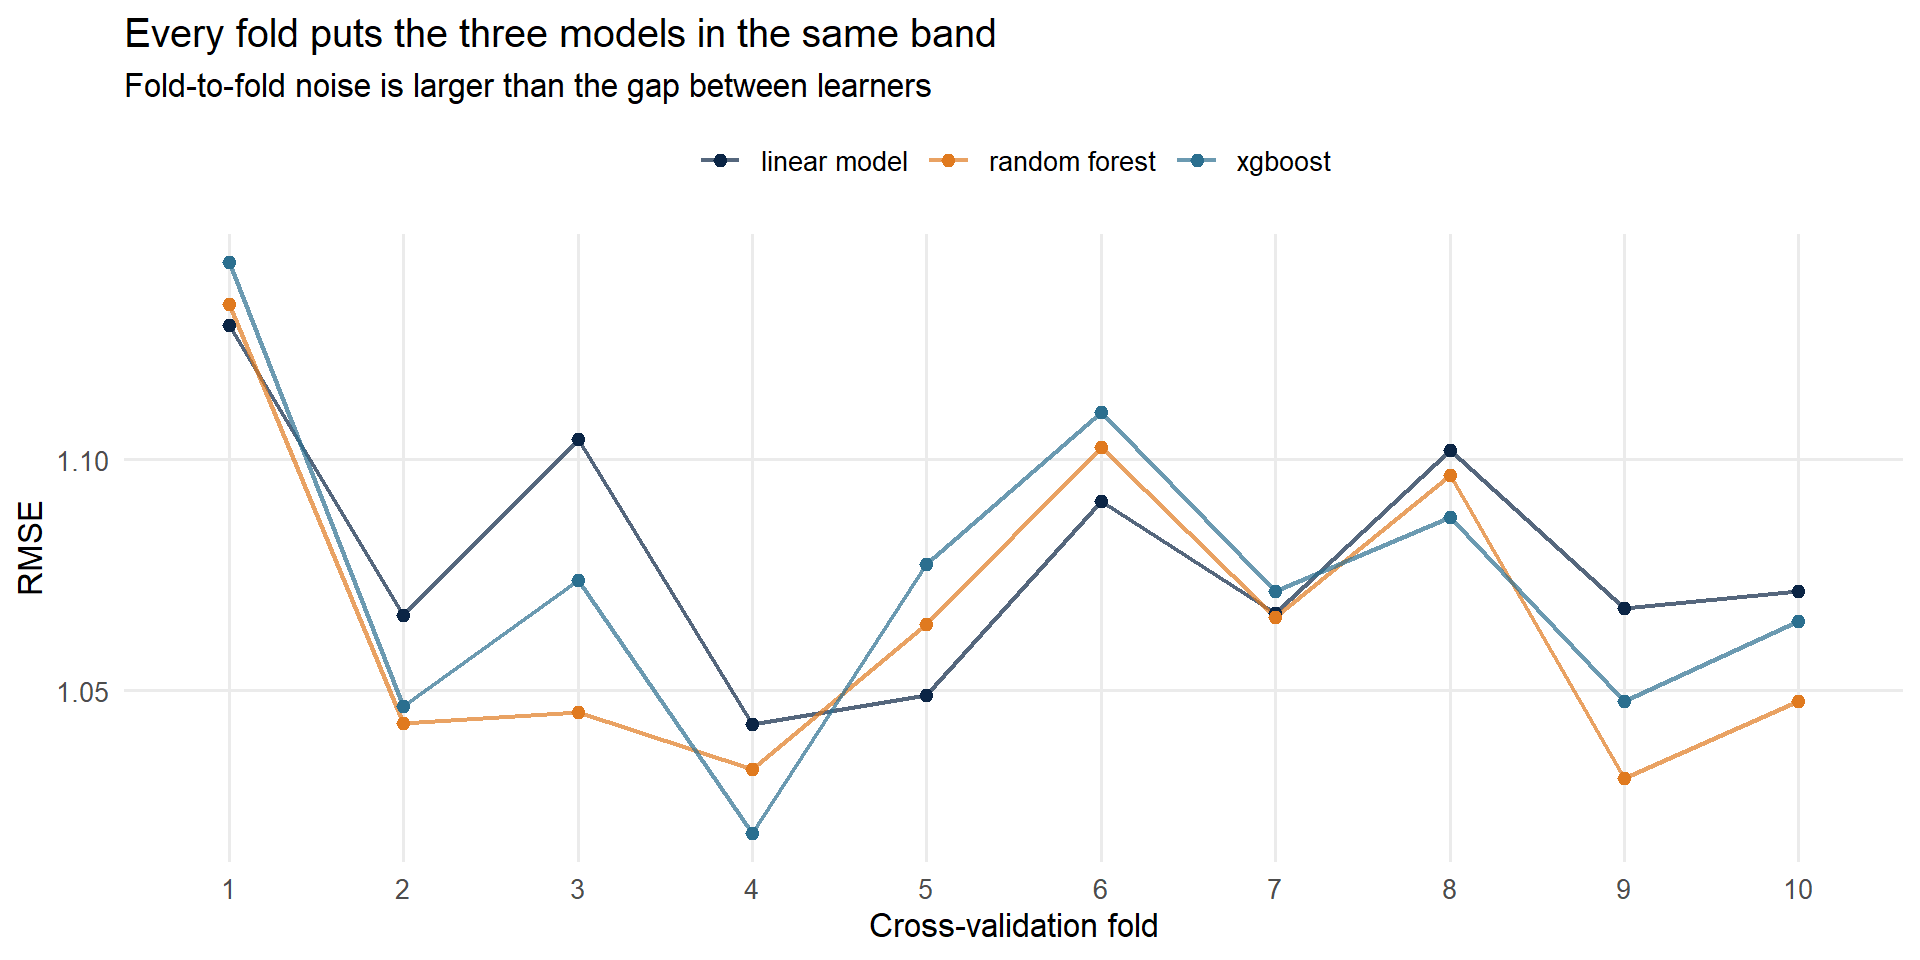 Every fold puts the three models in the same band
Fold-to-fold noise is larger than the gap between learners
linear model random forest xgboost
1.10
1.05
RMSE
1 2 3 4 5 6 7 8 9 10
Cross-validation fold